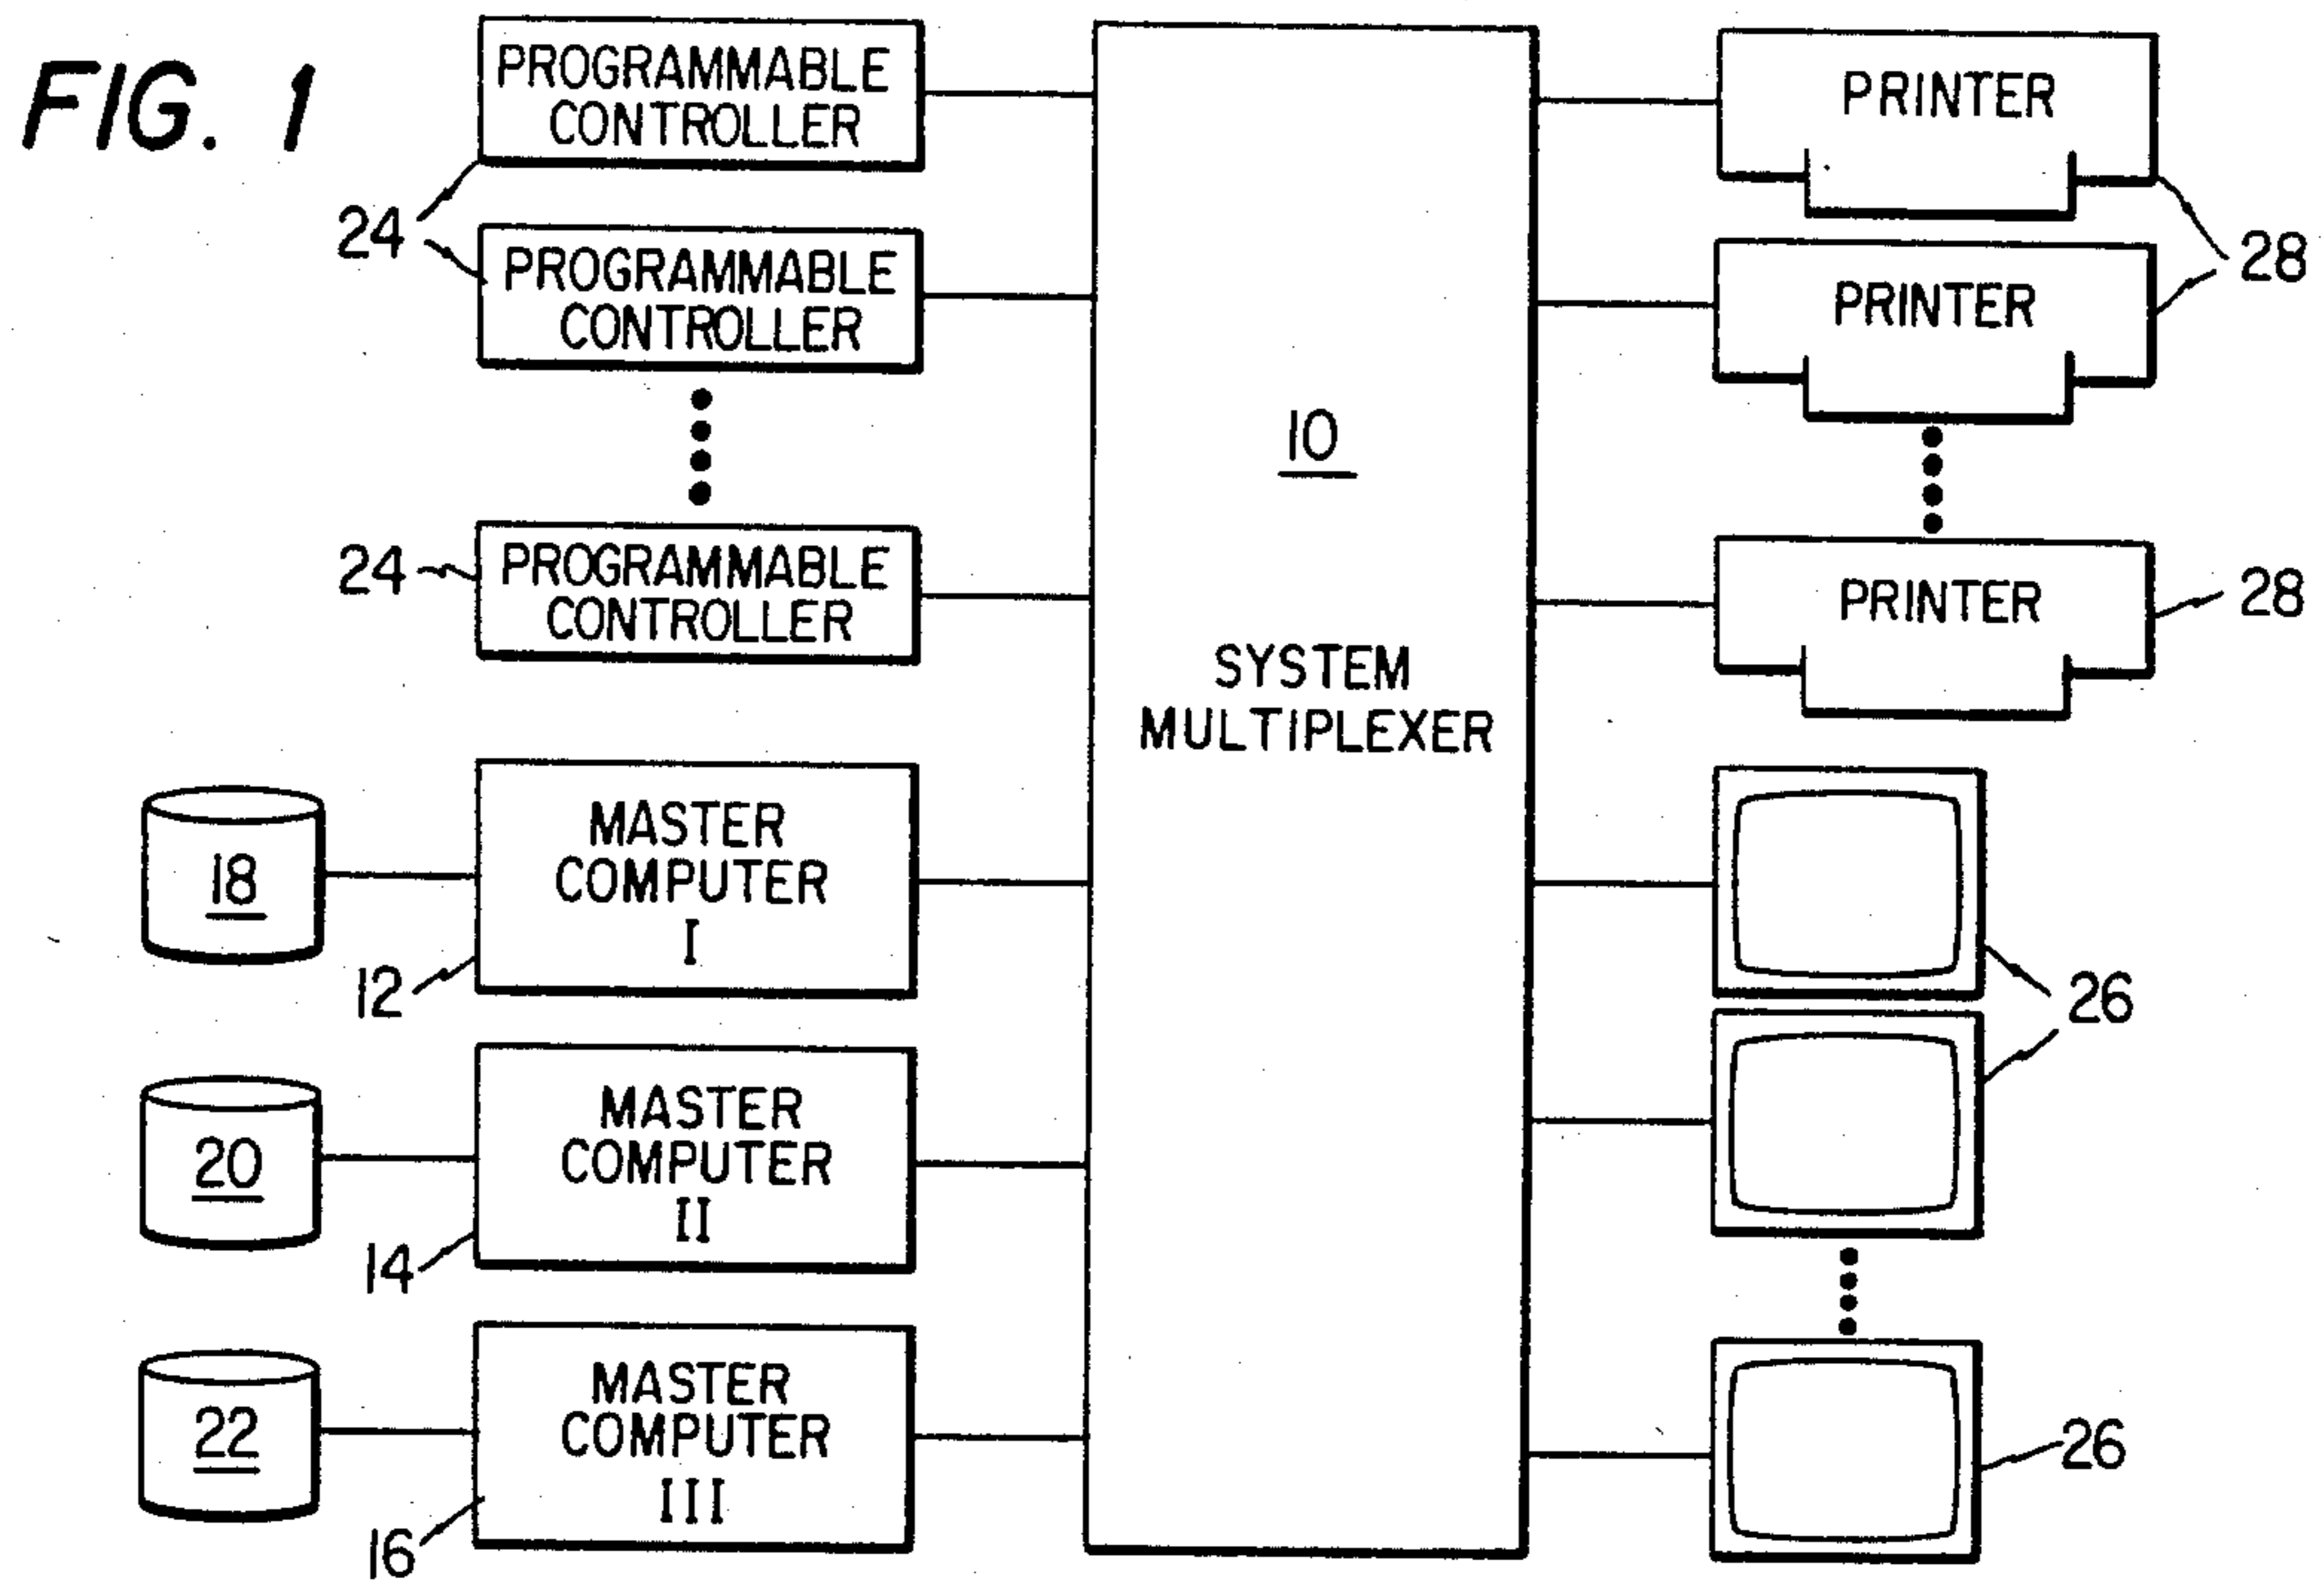 FIG. 1
PROGRAMMABLE
CONTROLLER
24
PROGRAMMABLE
CONTROLLER
24
PROGRAMMABLE
CONTROLLER
18
MASTER
COMPUTER
I
12
20
MASTER
COMPUTER
II
14
22
MASTER
COMPUTER
III
16
10
SYSTEM
MULTIPLEXER
PRINTER
28
PRINTER
PRINTER
28
26
26